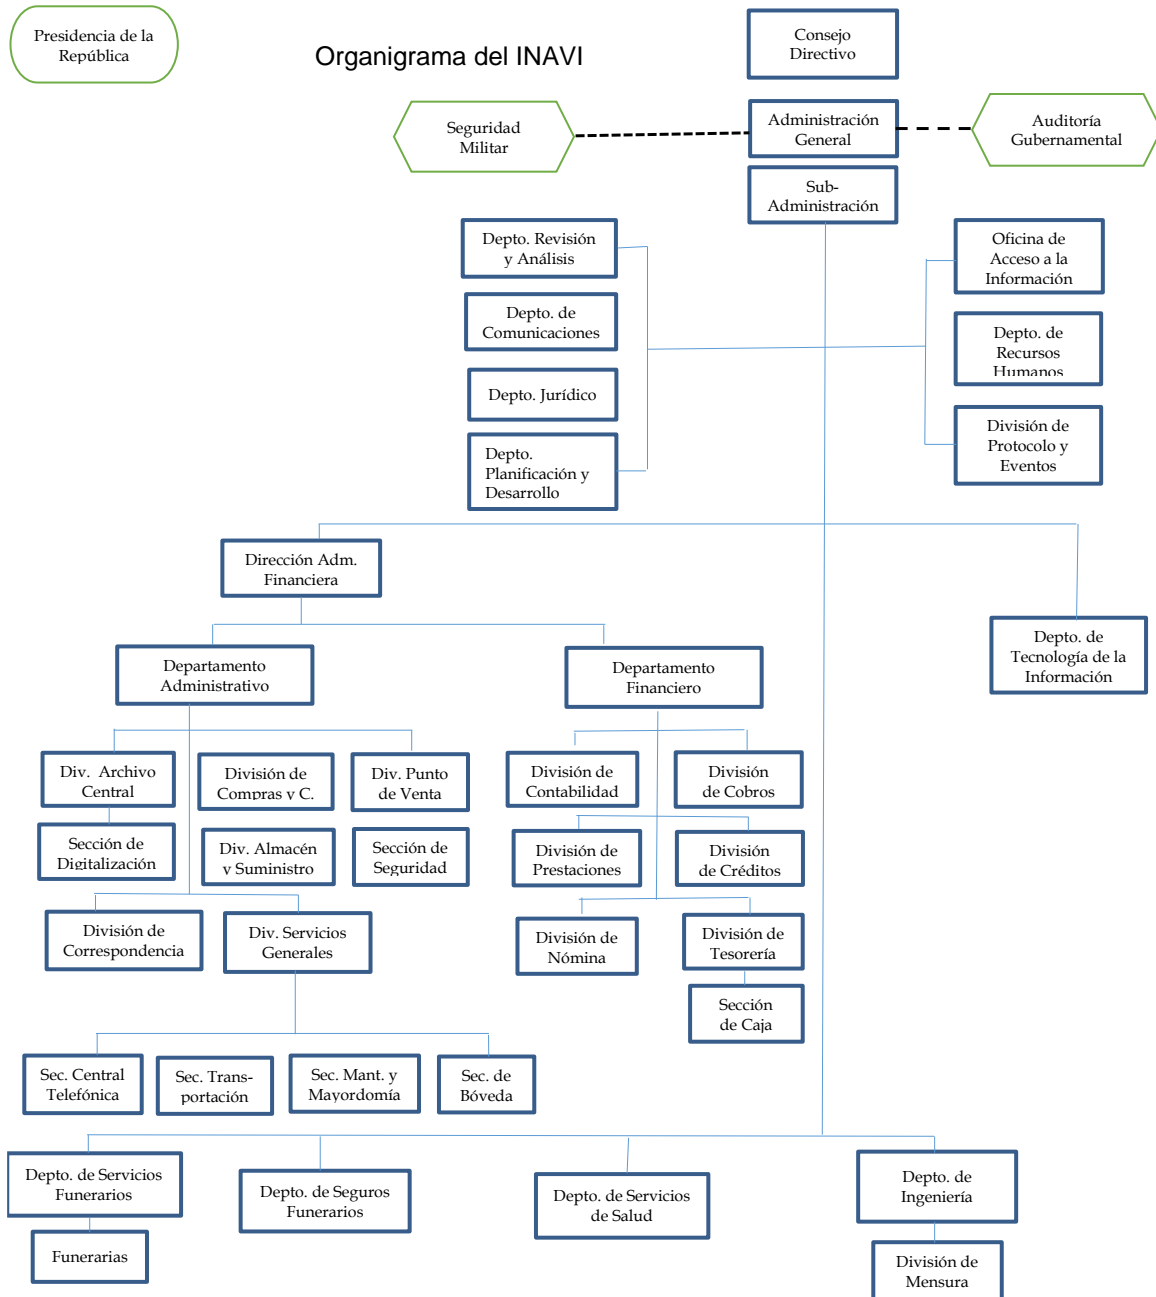 Presidencia de la
República
Organigrama del INAVI
Consejo
Directivo
Seguridad
Militar
Administración
General
Auditoría
Gubernamental
Sub-
Administración
Depto. Revisión
y Análisis
Oficina de
Acceso a la
Información
Depto. de
Comunicaciones
Depto. de
Recursos
Humanos
Depto. Jurídico
División de
Protocolo y
Eventos
Depto.
Planificación y
Desarrollo
Dirección Adm.
Financiera
Depto. de
Tecnología de la
Información
Departamento
Administrativo
Departamento
Financiero
Div. Archivo
Central
División de
Compras y C.
Div. Punto
de Venta
División de
Contabilidad
División
de Cobros
Sección de
Digitalización
Div. Almacén
y Suministro
Sección de
Seguridad
División de
Prestaciones
División
de Créditos
División de
Correspondencia
Div. Servicios
Generales
División de
Nómina
División de
Tesorería
Sección
de Caja
Sec. Central
Telefónica
Sec. Trans-
portación
Sec. Mant. y
Mayordomía
Sec. de
Bóveda
Depto. de Servicios
Funerarios
Depto. de Seguros
Funerarios
Depto. de Servicios
de Salud
Depto. de
Ingeniería
Funerarias
División de
Mensura